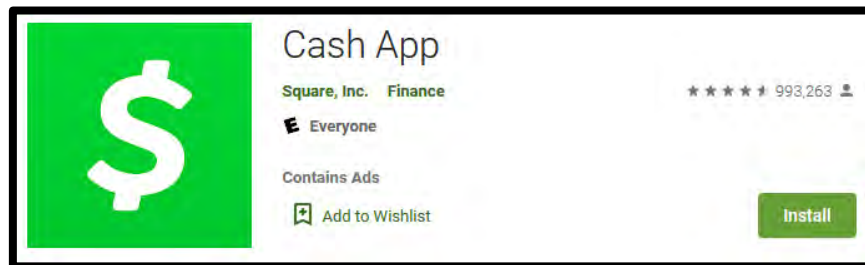 Cash App
Square, Inc. Finance 993,263
E Everyone
Contains Ads
Add to Wishlist
Install
$